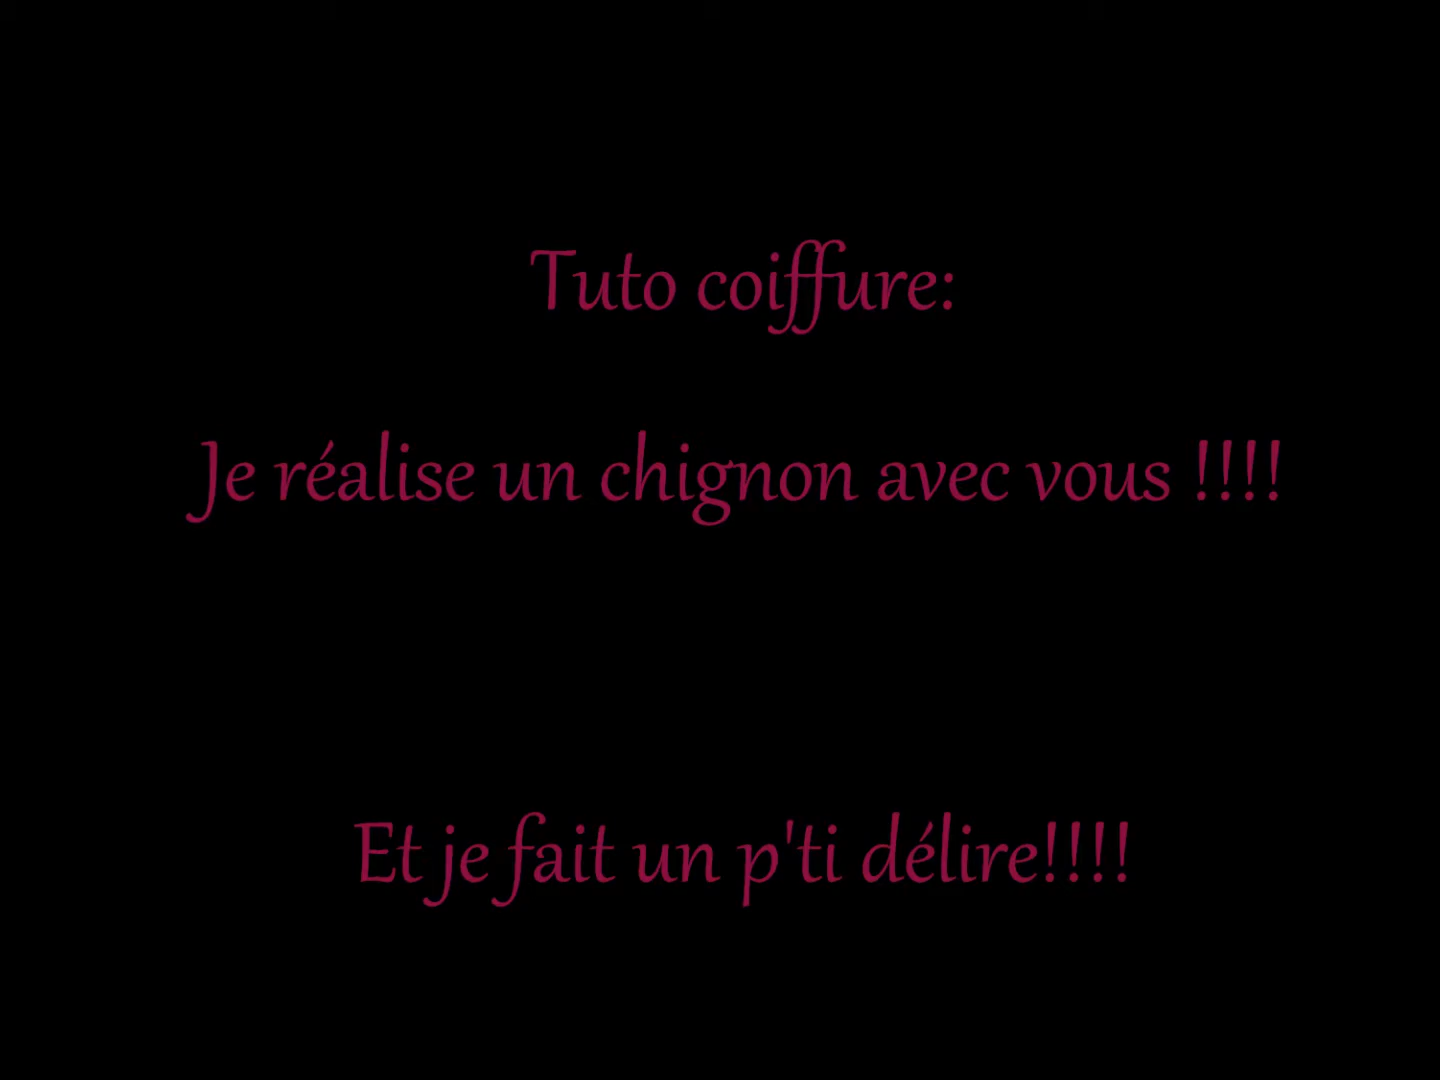 Tuto coiffure:
Je réalise un chignon avec vous !!!!
Et je fait un p'ti délire!!!!